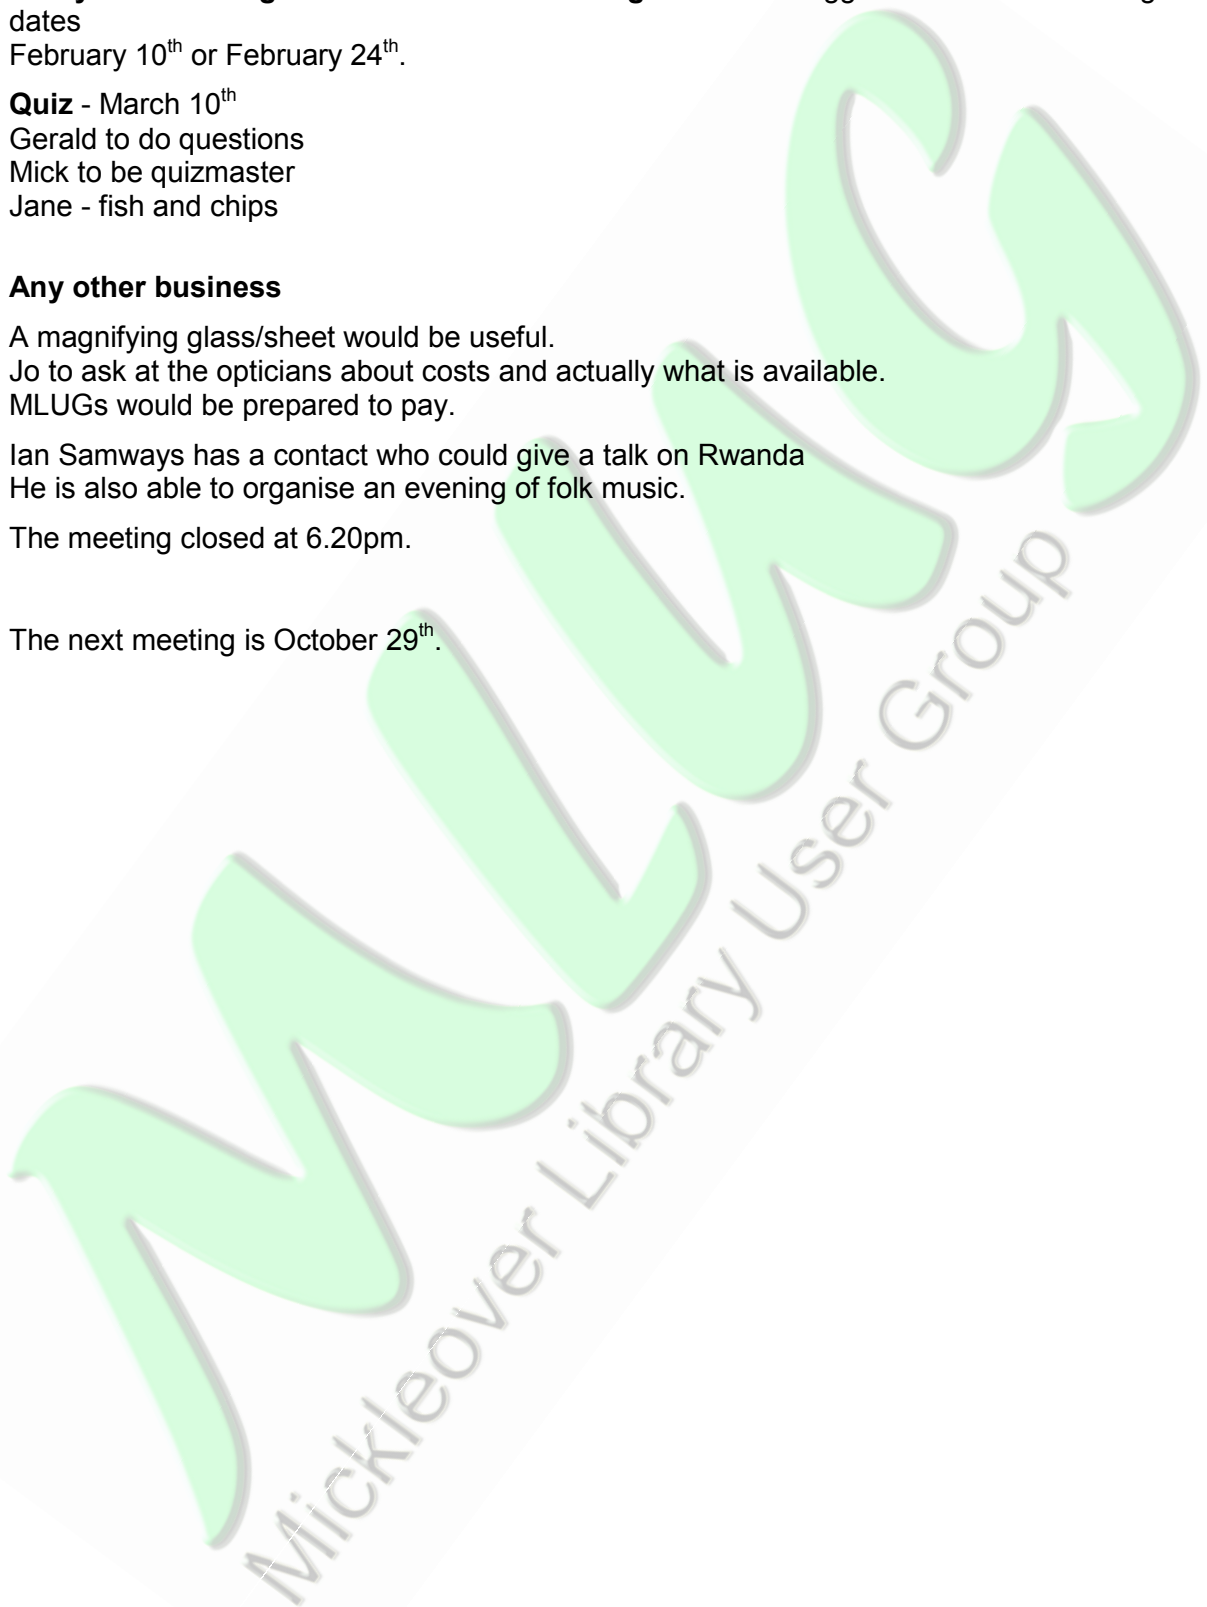 dates
February 10th or February 24th.
Quiz - March 10th
Gerald to do questions
Mick to be quizmaster
Jane - fish and chips
Any other business
A magnifying glass/sheet would be useful.
Jo to ask at the opticians about costs and actually what is available.
MLUGs would be prepared to pay.
Ian Samways has a contact who could give a talk on Rwanda
He is also able to organise an evening of folk music.
The meeting closed at 6.20pm.
The next meeting is October 29th.
MLUG
Mickleover Library User Group